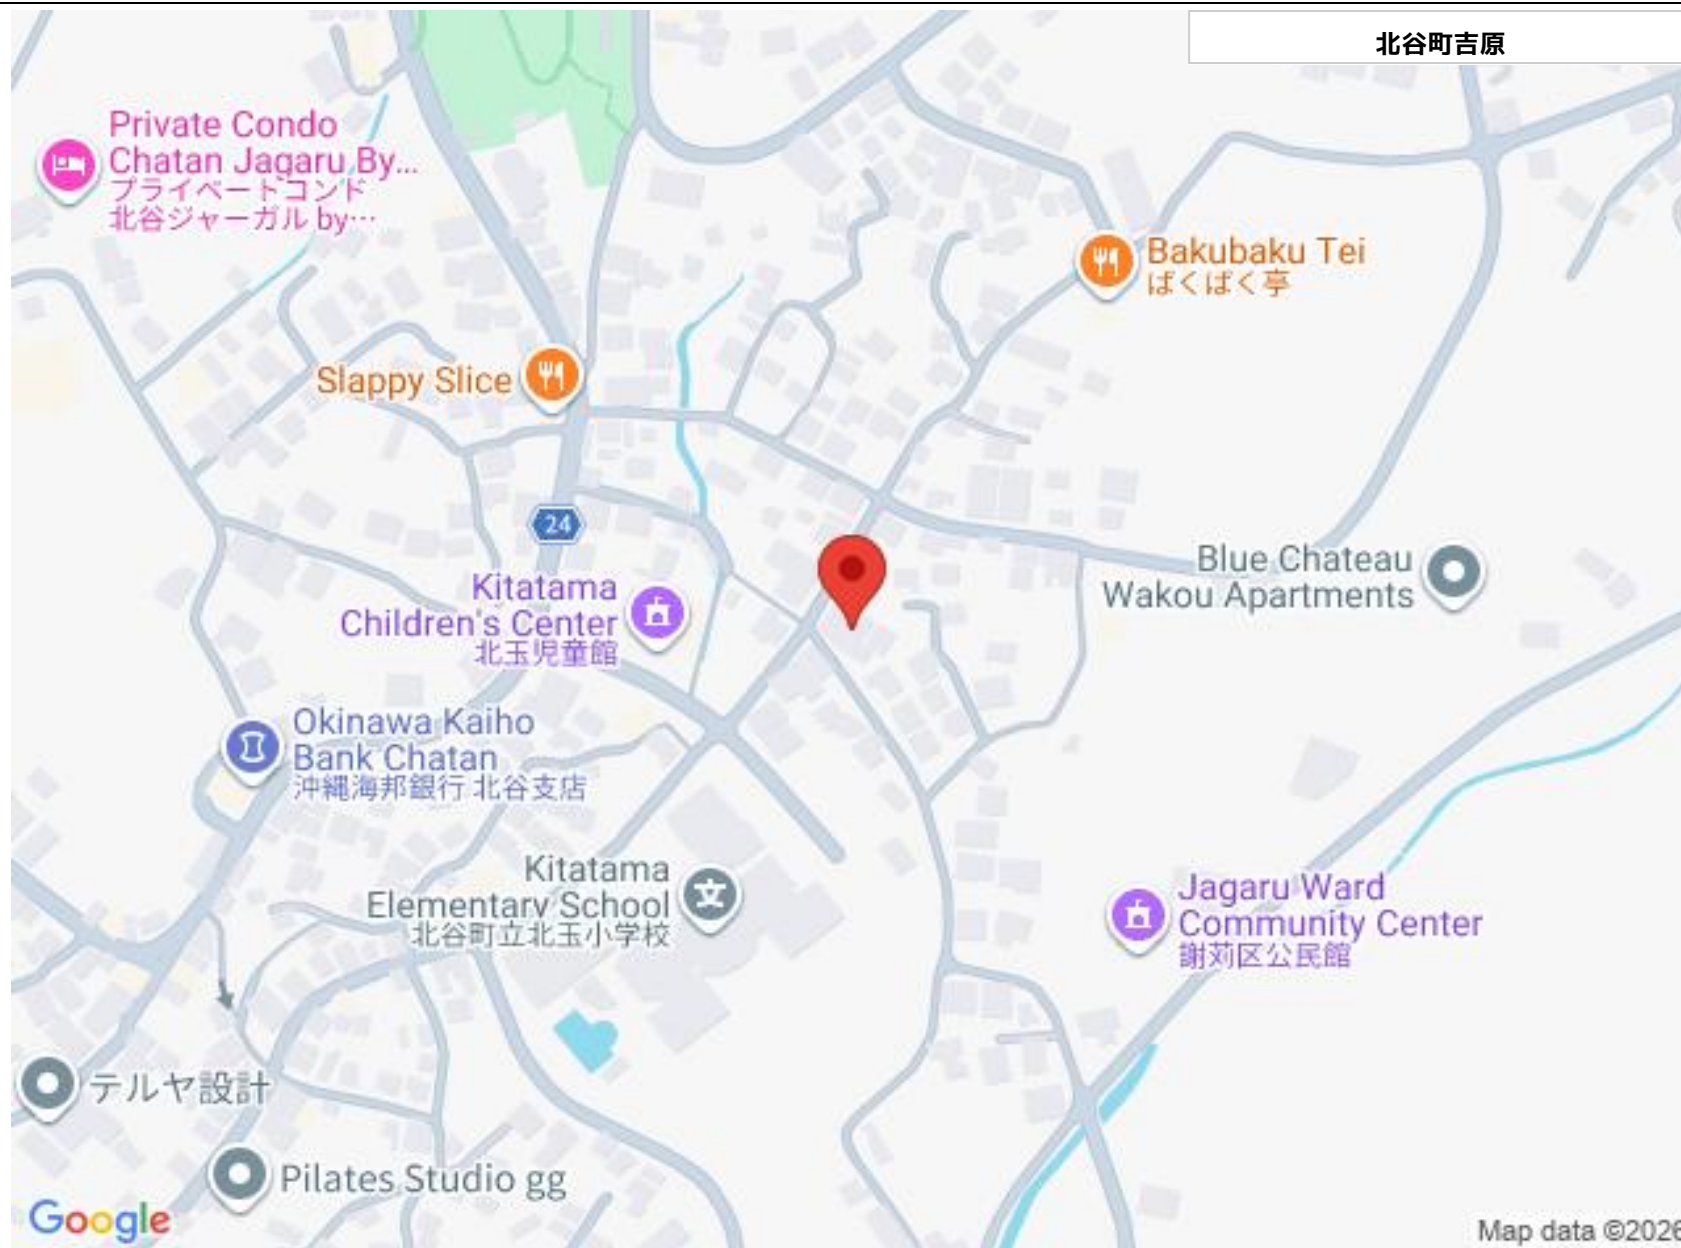 北谷町吉原
Private Condo
Chatan Jagaru By...
プライベートコンド
北谷ジャーガル by…
Bakubaku Tei
ばくばく亭
Slappy Slice
24
Blue Chateau
Wakou Apartments
Kitatama
Children's Center
北玉児童館
Okinawa Kaiho
Bank Chatan
沖縄海邦銀行 北谷支店
Kitatama
Elementary School
北谷町立北玉小学校
文
Jagaru Ward
Community Center
謝苅区公民館
テルヤ設計
Pilates Studio gg
Google
Map data ©2026